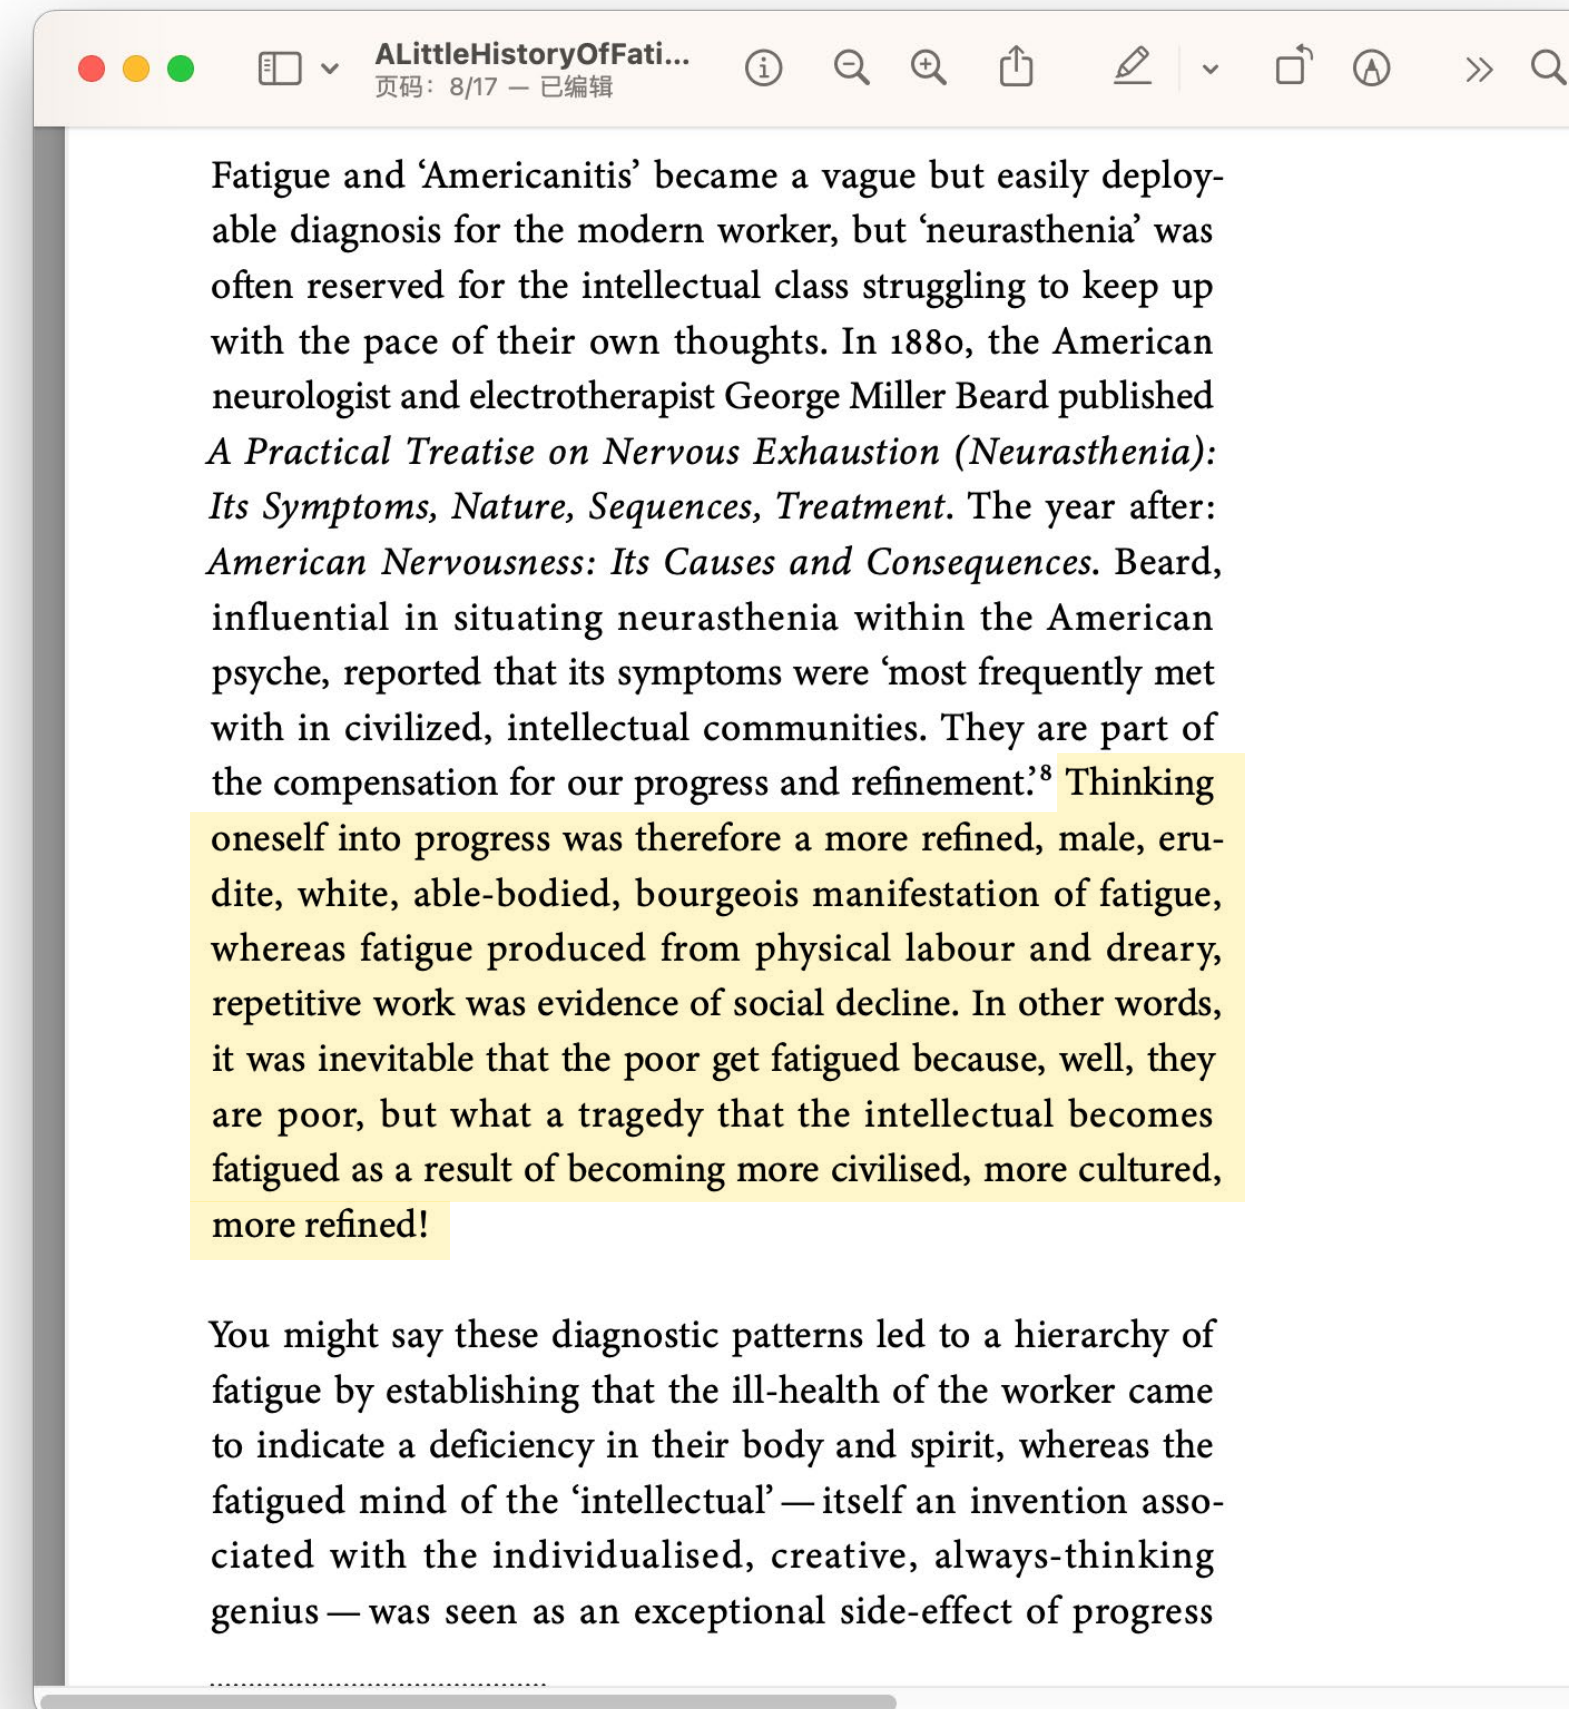 ALittleHistoryOfFati...
页码：8/17 — 已编辑
Fatigue and ‘Americanitis’ became a vague but easily deploy-
able diagnosis for the modern worker, but ‘neurasthenia’ was
often reserved for the intellectual class struggling to keep up
with the pace of their own thoughts. In 1880, the American
neurologist and electrotherapist George Miller Beard published
A Practical Treatise on Nervous Exhaustion (Neurasthenia):
Its Symptoms, Nature, Sequences, Treatment. The year after:
American Nervousness: Its Causes and Consequences. Beard,
influential in situating neurasthenia within the American
psyche, reported that its symptoms were ‘most frequently met
with in civilized, intellectual communities. They are part of
the compensation for our progress and refinement.’⁸ Thinking
oneself into progress was therefore a more refined, male, eru-
dite, white, able-bodied, bourgeois manifestation of fatigue,
whereas fatigue produced from physical labour and dreary,
repetitive work was evidence of social decline. In other words,
it was inevitable that the poor get fatigued because, well, they
are poor, but what a tragedy that the intellectual becomes
fatigued as a result of becoming more civilised, more cultured,
more refined!
You might say these diagnostic patterns led to a hierarchy of
fatigue by establishing that the ill-health of the worker came
to indicate a deficiency in their body and spirit, whereas the
fatigued mind of the ‘intellectual’ — itself an invention asso-
ciated with the individualised, creative, always-thinking
genius — was seen as an exceptional side-effect of progress